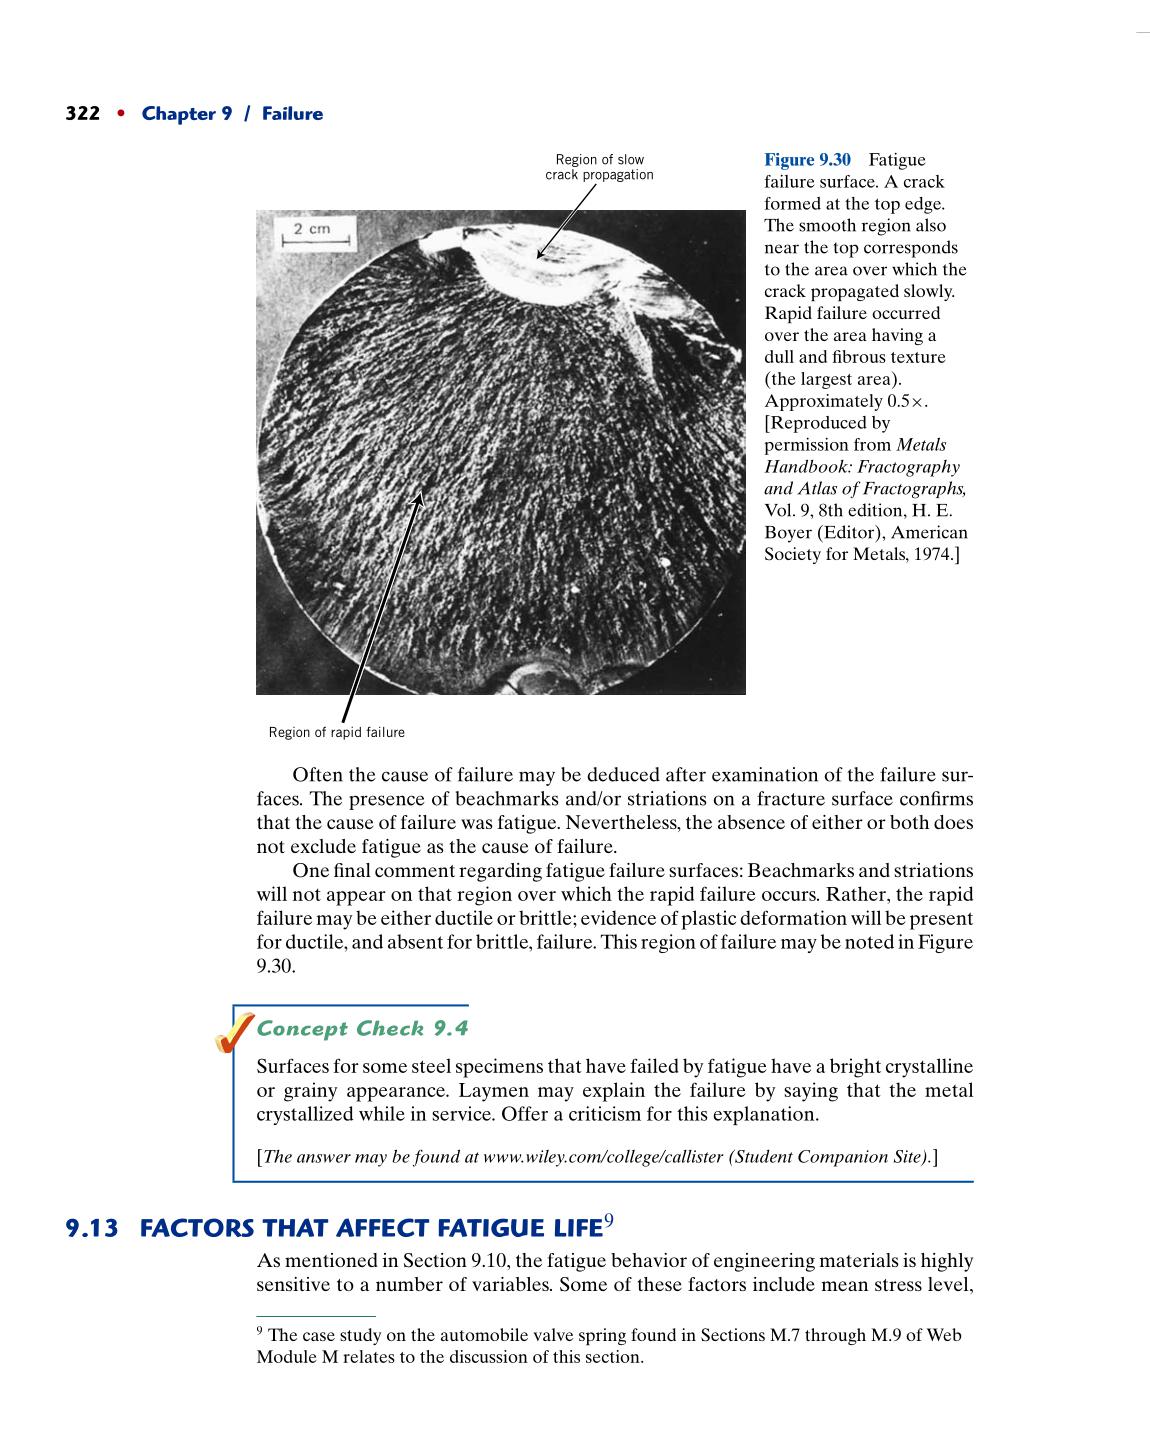 322 • Chapter 9 / Failure
Region of slow
crack propagation
2 cm
Region of rapid failure
Figure 9.30 Fatigue
failure surface. A crack
formed at the top edge.
The smooth region also
near the top corresponds
to the area over which the
crack propagated slowly.
Rapid failure occurred
over the area having a
dull and fibrous texture
(the largest area).
Approximately 0.5×.
[Reproduced by
permission from Metals
Handbook: Fractography
and Atlas of Fractographs,
Vol. 9, 8th edition, H. E.
Boyer (Editor), American
Society for Metals, 1974.]
Often the cause of failure may be deduced after examination of the failure sur-
faces. The presence of beachmarks and/or striations on a fracture surface confirms
that the cause of failure was fatigue. Nevertheless, the absence of either or both does
not exclude fatigue as the cause of failure.
One final comment regarding fatigue failure surfaces: Beachmarks and striations
will not appear on that region over which the rapid failure occurs. Rather, the rapid
failure may be either ductile or brittle; evidence of plastic deformation will be present
for ductile, and absent for brittle, failure. This region of failure may be noted in Figure
9.30.
Concept Check 9.4
Surfaces for some steel specimens that have failed by fatigue have a bright crystalline
or grainy appearance. Laymen may explain the failure by saying that the metal
crystallized while in service. Offer a criticism for this explanation.
[The answer may be found at www.wiley.com/college/callister (Student Companion Site).]
9.13 FACTORS THAT AFFECT FATIGUE LIFE⁹
As mentioned in Section 9.10, the fatigue behavior of engineering materials is highly
sensitive to a number of variables. Some of these factors include mean stress level,
⁹ The case study on the automobile valve spring found in Sections M.7 through M.9 of Web
Module M relates to the discussion of this section.